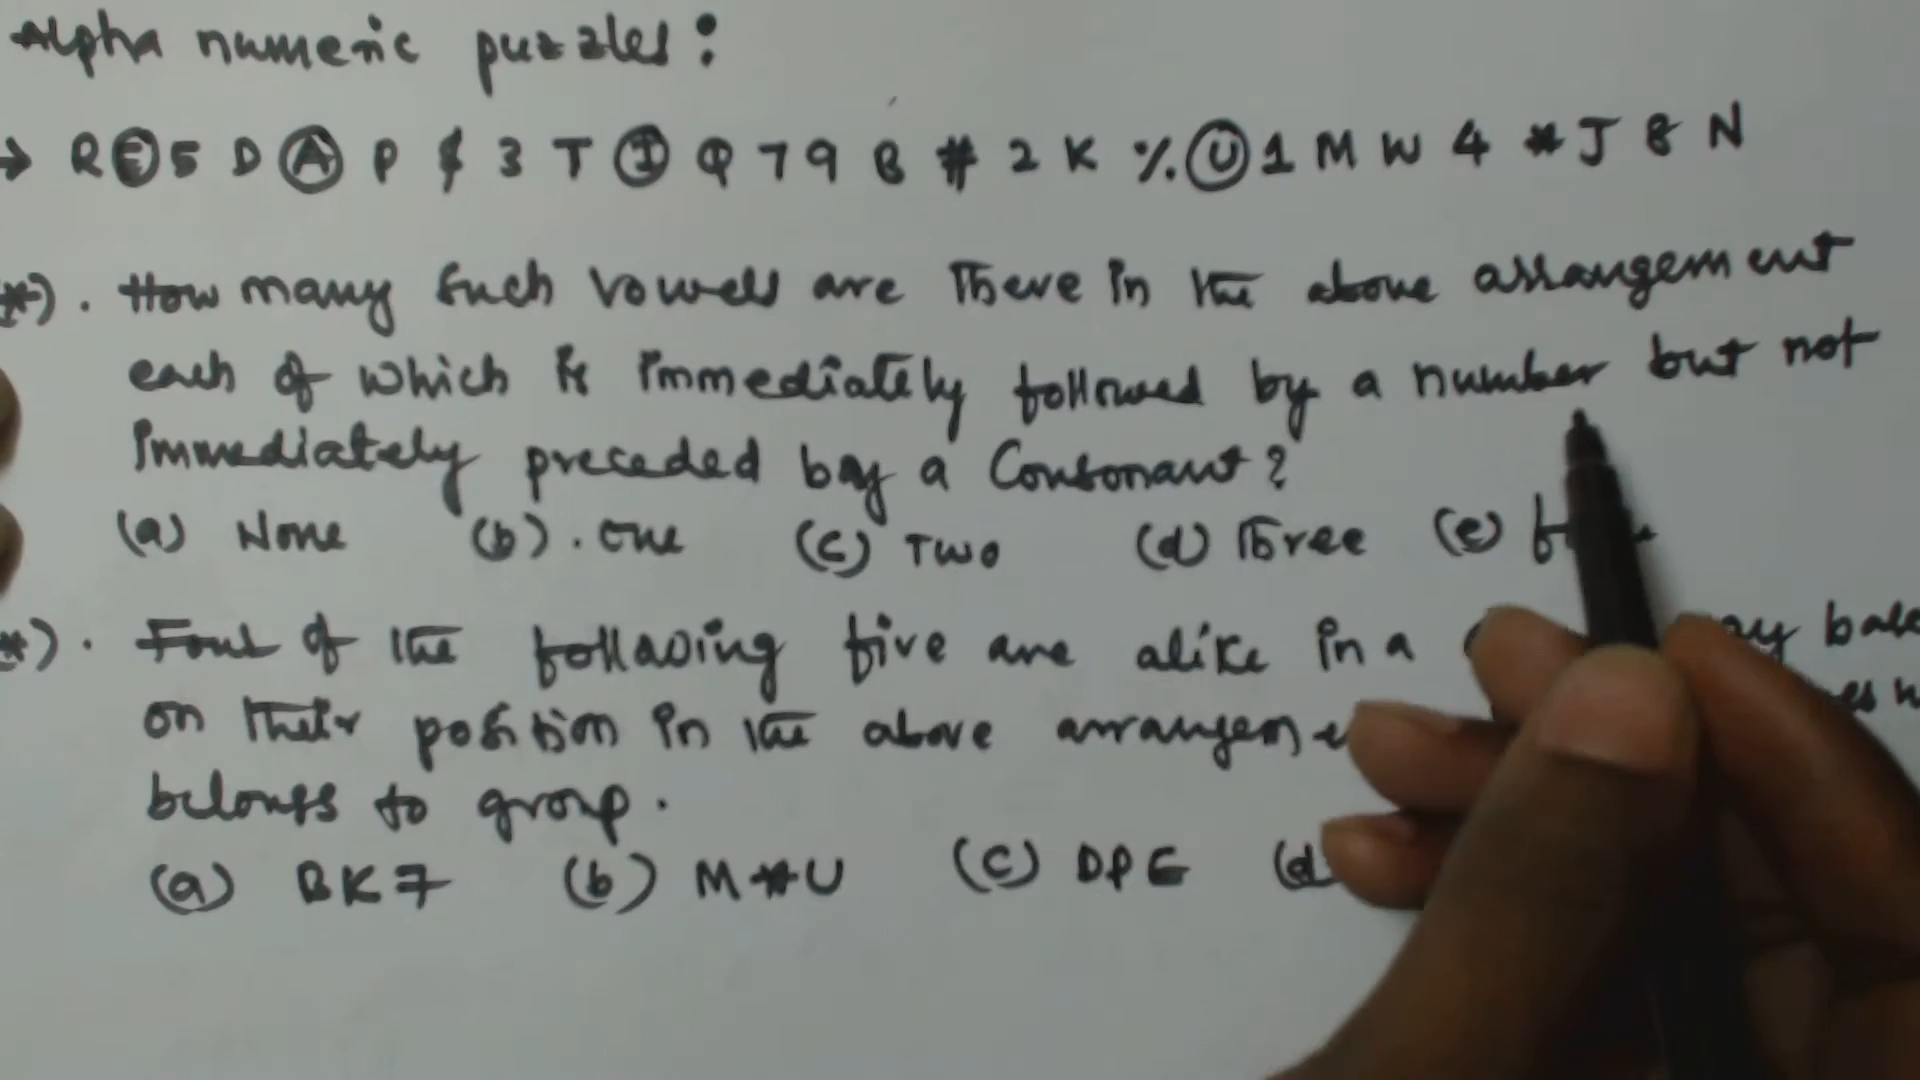 Alpha numeric puzzles:
→ R E 5 D A P $ 3 T I Q 7 9 B # 2 K % U 1 M W 4 * J 8 N
*). How many such vowels are there in the above arrangement
each of which is immediately followed by a number but not
immediately preceded by a Consonant?
(a) None (b). One (c) Two (d) Three (e)
*). Four of the following five are alike in a
on their position in the above
belongs to group.
(a) BK7 (b) M*U (c) DPE (d